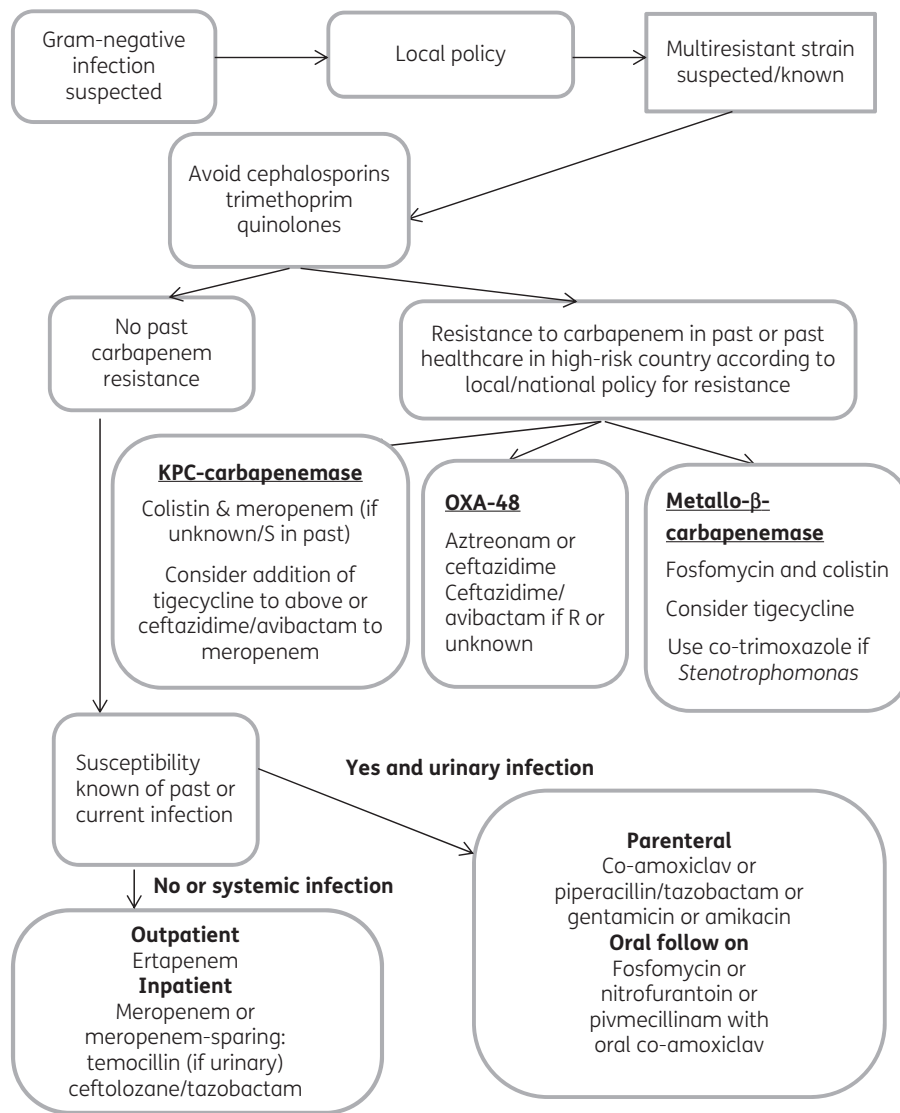 Gram-negative
infection
suspected
Local policy
Multiresistant strain
suspected/known
Avoid cephalosporins
trimethoprim
quinolones
No past
carbapenem
resistance
Resistance to carbapenem in past or past
healthcare in high-risk country according to
local/national policy for resistance
KPC-carbapenemase
Colistin & meropenem (if
unknown/S in past)
Consider addition of
tigecycline to above or
ceftazidime/avibactam to
meropenem
OXA-48
Aztreonam or
ceftazidime
Ceftazidime/
avibactam if R or
unknown
Metallo-β-
carbapenemase
Fosfomycin and colistin
Consider tigecycline
Use co-trimoxazole if
Stenotrophomonas
Susceptibility
known of past or
current infection
Yes and urinary infection
Parenteral
Co-amoxiclav or
piperacillin/tazobactam or
gentamicin or amikacin
Oral follow on
Fosfomycin or
nitrofurantoin or
pivmecillinam with
oral co-amoxiclav
No or systemic infection
Outpatient
Ertapenem
Inpatient
Meropenem or
meropenem-sparing:
temocillin (if urinary)
ceftolozane/tazobactam